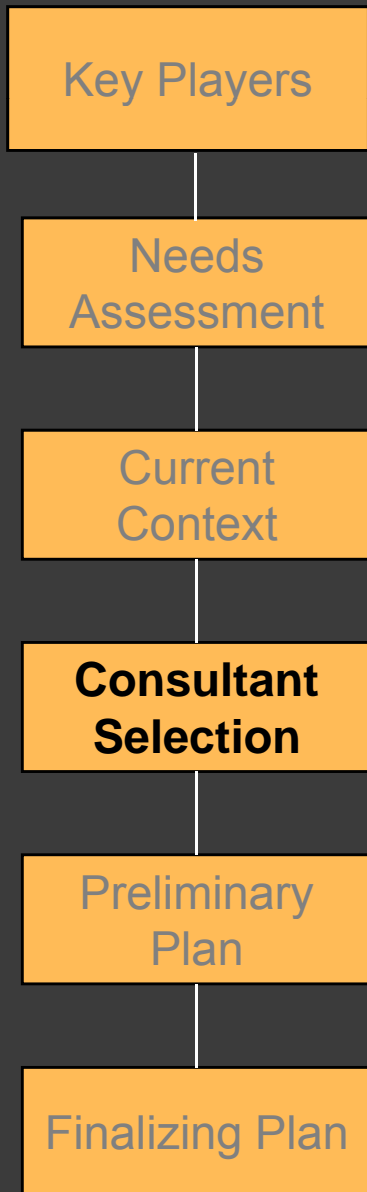 Key Players
Needs
Assessment
Current
Context
Consultant
Selection
Preliminary
Plan
Finalizing Plan